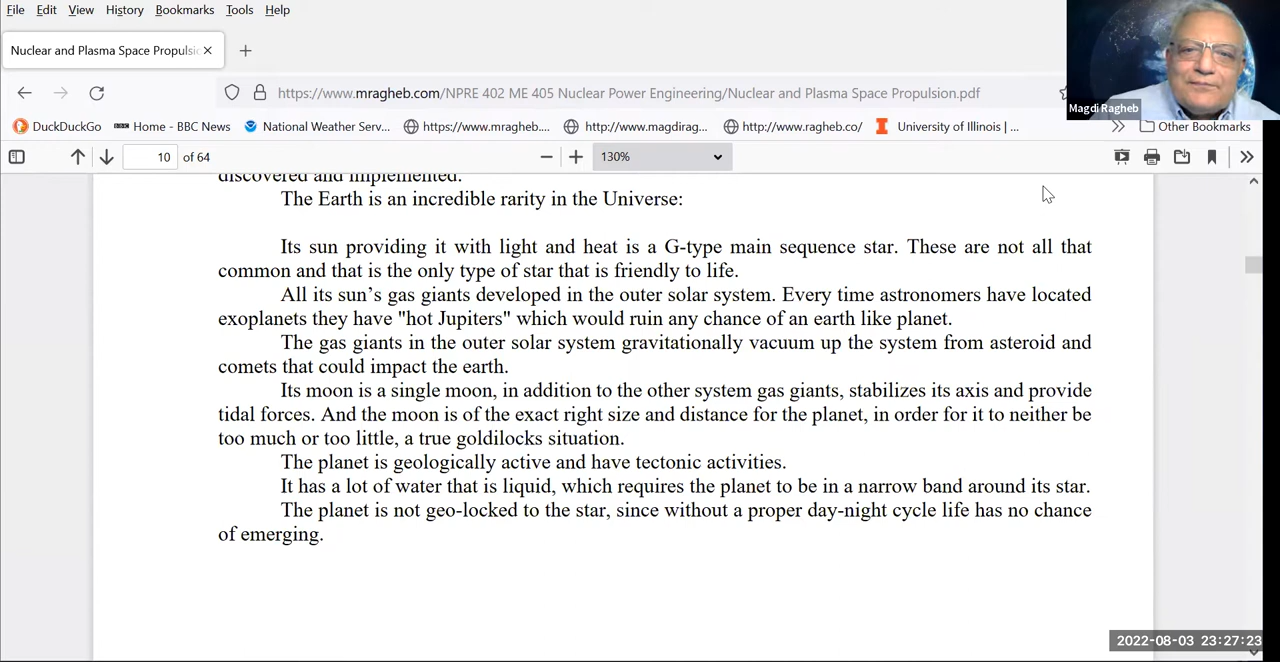 File Edit View History Bookmarks Tools Help
Nuclear and Plasma Space Propulsi
https://www.mragheb.com/NPRE 402 ME 405 Nuclear Power Engineering/Nuclear and Plasma Space Propulsion.pdf
Magdi Ragheb
DuckDuckGo BBC Home - BBC News National Weather Serv... https://www.mragheb.... http://www.magdirag... http://www.ragheb.co/ University of Illinois | ... Other Bookmarks
10 of 64 130%
discovered and implemented.
The Earth is an incredible rarity in the Universe:
Its sun providing it with light and heat is a G-type main sequence star. These are not all that
common and that is the only type of star that is friendly to life.
All its sun’s gas giants developed in the outer solar system. Every time astronomers have located
exoplanets they have "hot Jupiters" which would ruin any chance of an earth like planet.
The gas giants in the outer solar system gravitationally vacuum up the system from asteroid and
comets that could impact the earth.
Its moon is a single moon, in addition to the other system gas giants, stabilizes its axis and provide
tidal forces. And the moon is of the exact right size and distance for the planet, in order for it to neither be
too much or too little, a true goldilocks situation.
The planet is geologically active and have tectonic activities.
It has a lot of water that is liquid, which requires the planet to be in a narrow band around its star.
The planet is not geo-locked to the star, since without a proper day-night cycle life has no chance
of emerging.
2022-08-03 23:27:23